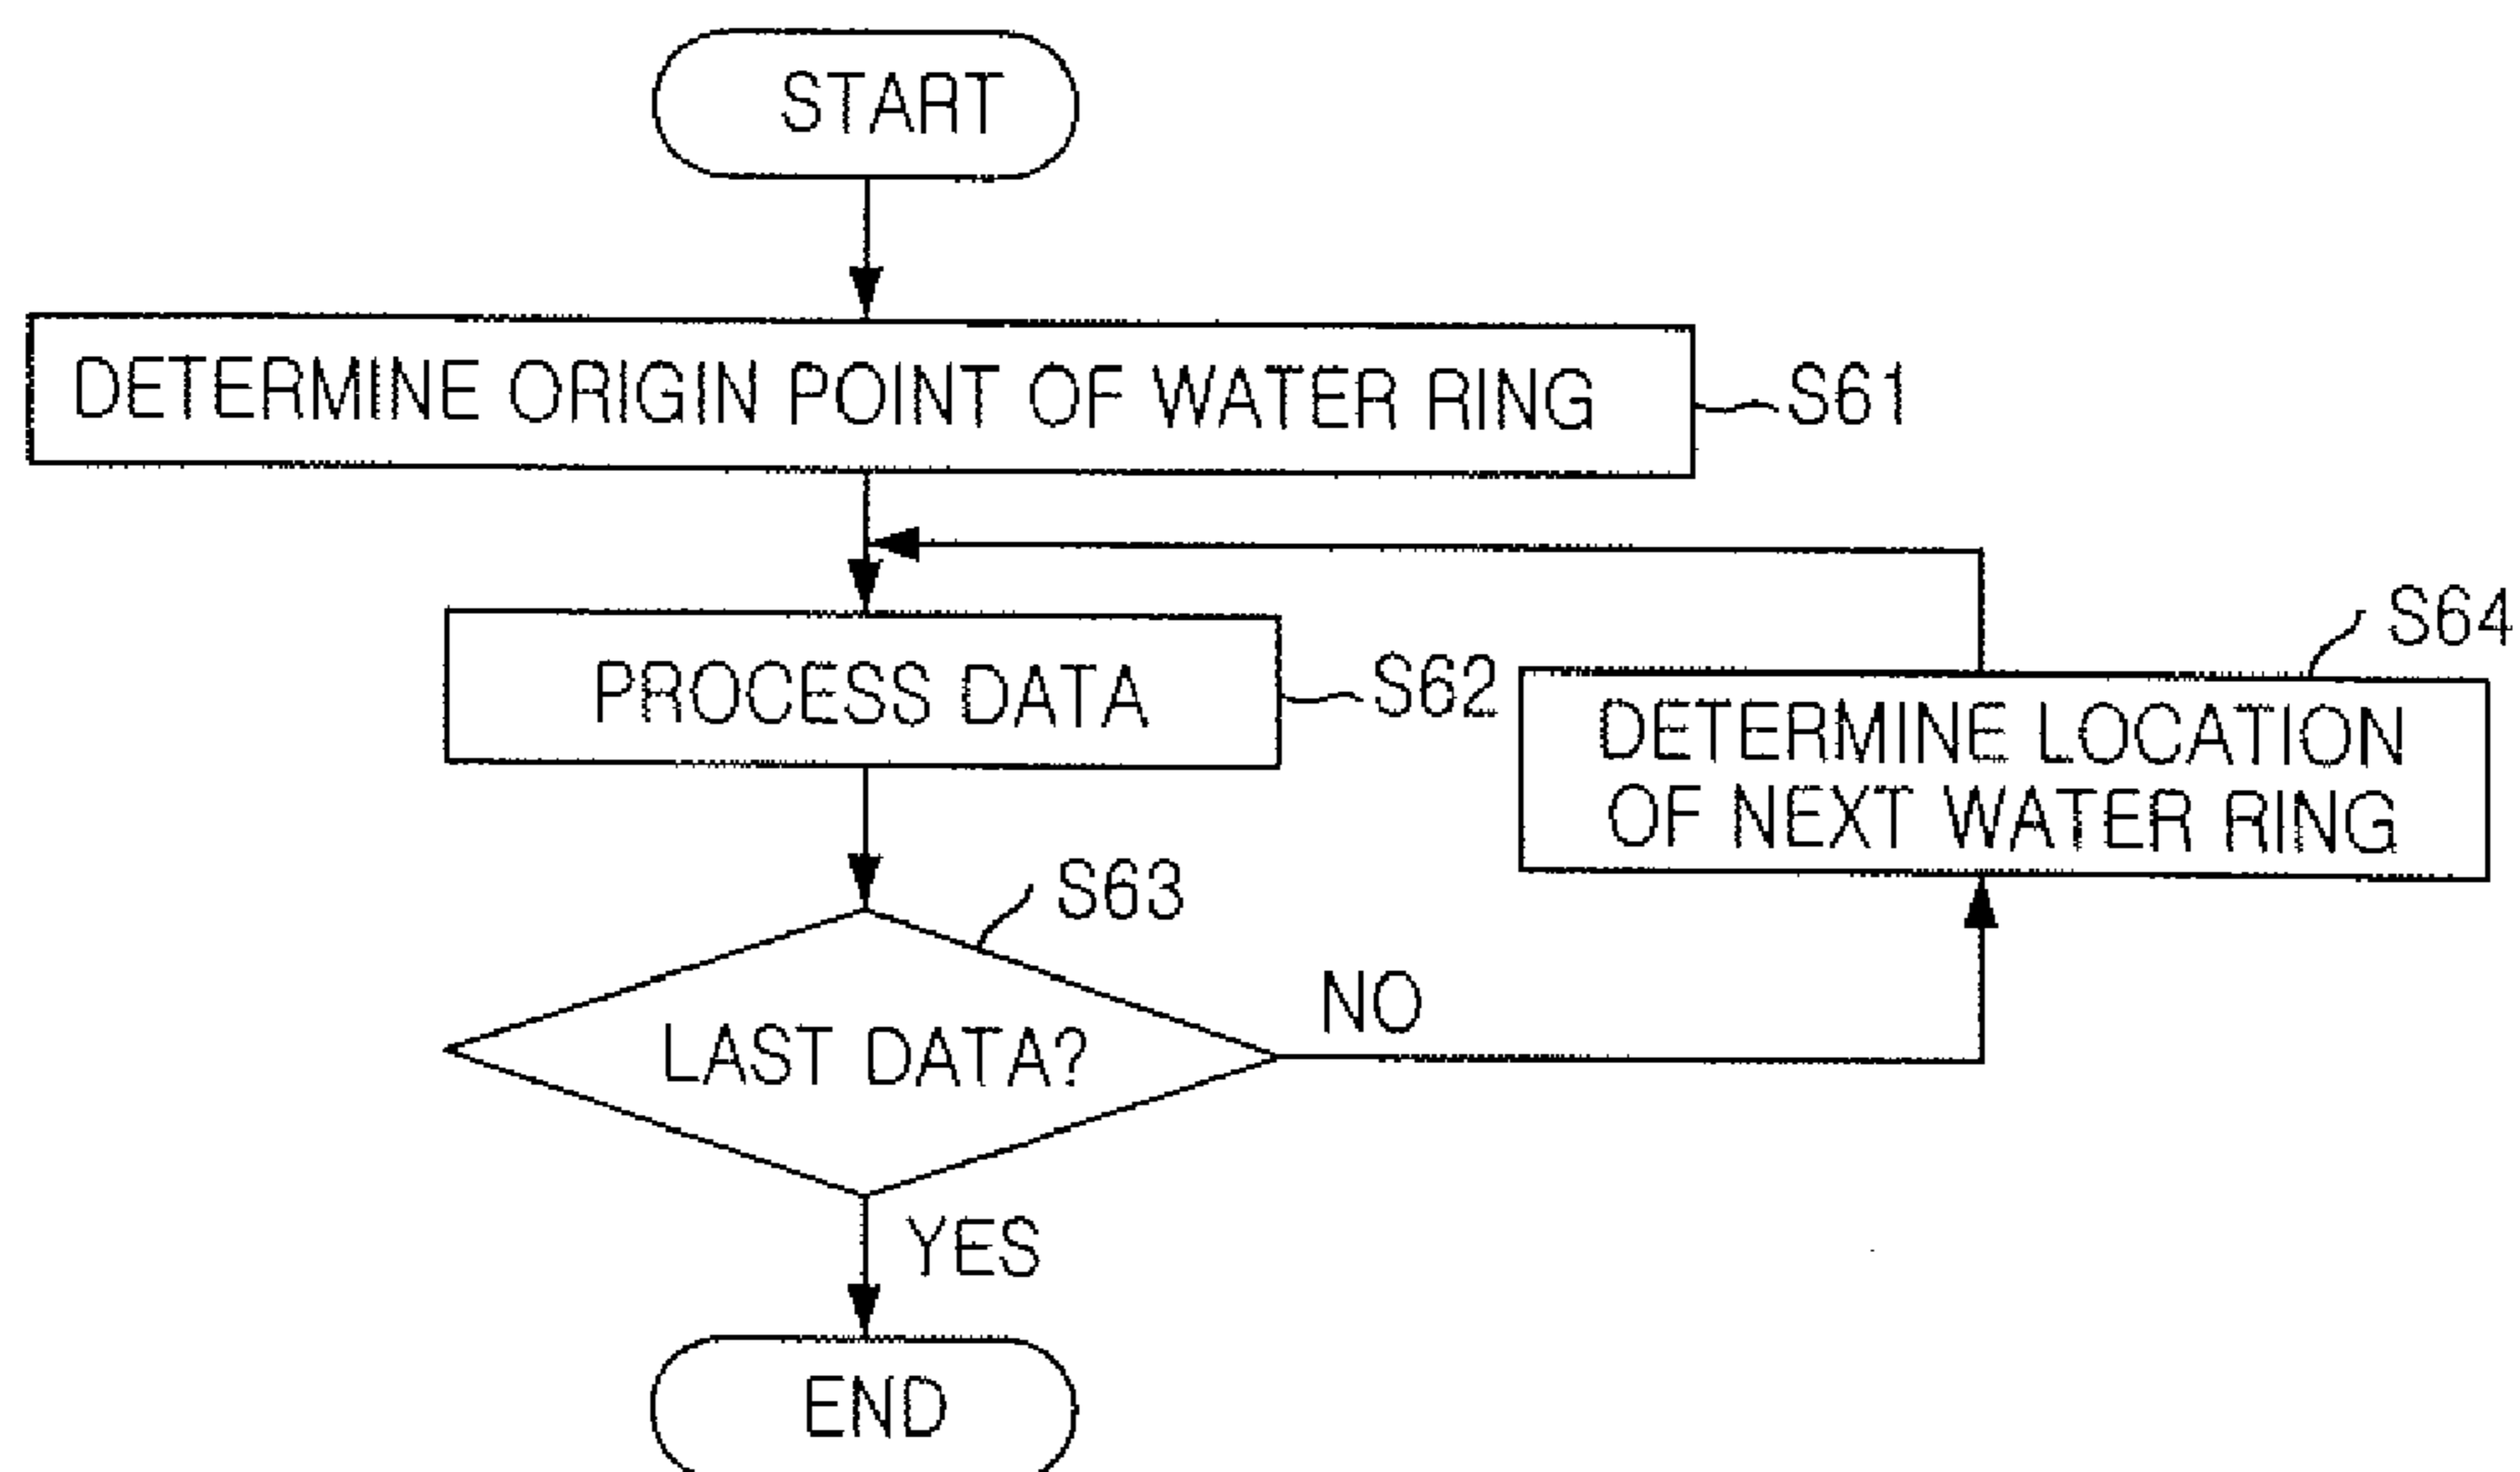 START
DETERMINE ORIGIN POINT OF WATER RING
S61
PROCESS DATA
S62
S64
DETERMINE LOCATION
OF NEXT WATER RING
S63
LAST DATA?
NO
YES
END